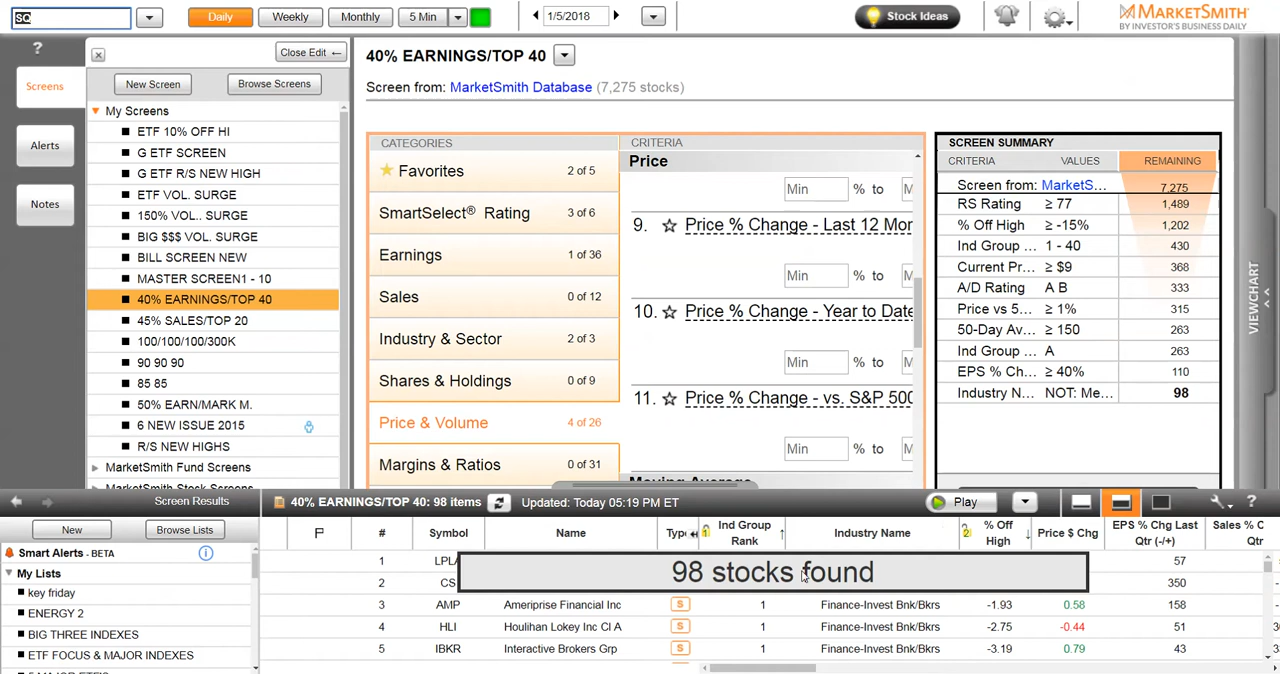 SQ
Daily
Weekly
Monthly
5 Min
1/5/2018
Stock Ideas
MARKETSMITH
BY INVESTOR'S BUSINESS DAILY
?
Screens
Alerts
Notes
Close Edit
New Screen
Browse Screens
My Screens
ETF 10% OFF HI
G ETF SCREEN
G ETF R/S NEW HIGH
ETF VOL. SURGE
150% VOL.. SURGE
BIG $$$ VOL. SURGE
BILL SCREEN NEW
MASTER SCREEN1 - 10
40% EARNINGS/TOP 40
45% SALES/TOP 20
100/100/100/300K
90 90 90
85 85
50% EARN/MARK M.
6 NEW ISSUE 2015
R/S NEW HIGHS
MarketSmith Fund Screens
MarketSmith Stock Screens
40% EARNINGS/TOP 40
Screen from: MarketSmith Database (7,275 stocks)
CATEGORIES
Favorites 2 of 5
SmartSelect® Rating 3 of 6
Earnings 1 of 36
Sales 0 of 12
Industry & Sector 2 of 3
Shares & Holdings 0 of 9
Price & Volume 4 of 26
Margins & Ratios 0 of 31
CRITERIA
Price
Min % to M
9. Price % Change - Last 12 Mor
Min % to M
10. Price % Change - Year to Date
Min % to M
11. Price % Change - vs. S&P 500
Min % to M
Moving Average
SCREEN SUMMARY
CRITERIA VALUES REMAINING
Screen from: MarketS... 7,275
RS Rating ≥ 77 1,489
% Off High ≥ -15% 1,202
Ind Group ... 1 - 40 430
Current Pr... ≥ $9 368
A/D Rating A B 333
Price vs 5... ≥ 1% 315
50-Day Av... ≥ 150 263
Ind Group ... A 263
EPS % Ch... ≥ 40% 110
Industry N... NOT: Me... 98
VIEWCHART
Screen Results
40% EARNINGS/TOP 40: 98 items
Updated: Today 05:19 PM ET
Play
?
New
Browse Lists
Smart Alerts - BETA
My Lists
key friday
ENERGY 2
BIG THREE INDEXES
ETF FOCUS & MAJOR INDEXES
# Symbol Name Type 1 Ind Group Rank Industry Name 2 % Off High Price $ Chg EPS % Chg Last Qtr (-/+) Sales % C Qtr
1 LPLA 57
2 CS 350
98 stocks found
3 AMP Ameriprise Financial Inc S 1 Finance-Invest Bnk/Bkrs -1.93 0.58 158
4 HLI Houlihan Lokey Inc Cl A S 1 Finance-Invest Bnk/Bkrs -2.75 -0.44 51
5 IBKR Interactive Brokers Grp S 1 Finance-Invest Bnk/Bkrs -3.19 0.79 43